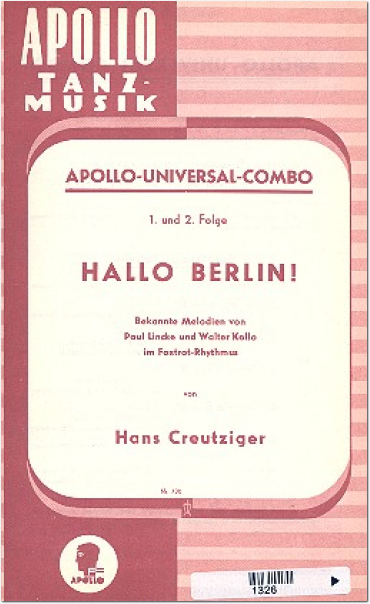 APOLLO
TANZ-
MUSIK
APOLLO-UNIVERSAL-COMBO
1. und 2. Folge
HALLO BERLIN!
Bekannte Melodien von
Paul Lincke und Walter Kollo
im Foxtrot-Rhythmus
von
Hans Creutziger
APOLLO
1326